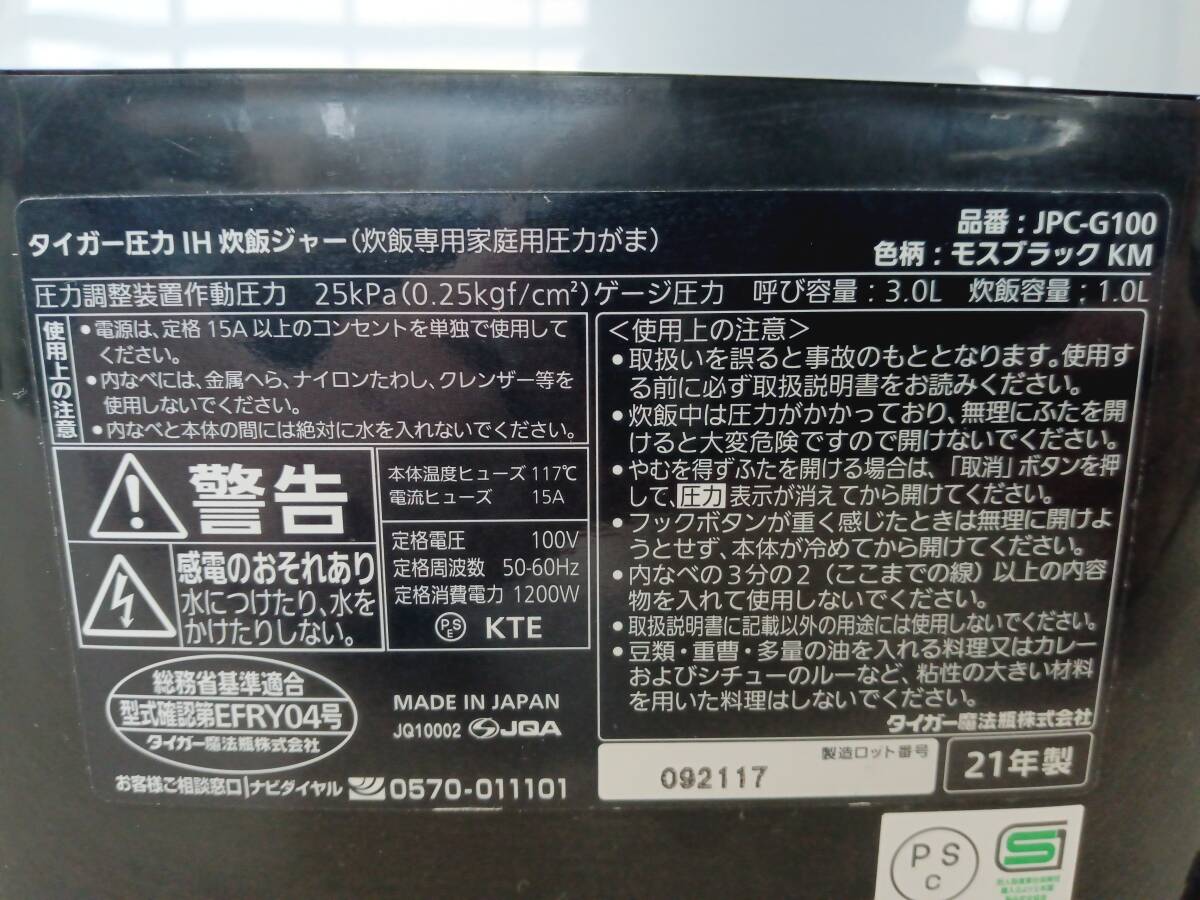 タイガー圧力IH炊飯ジャー(炊飯専用家庭用圧力がま)
品番：JPC-G100
色柄：モスブラック KM
圧力調整装置作動圧力 25kPa(0.25kgf/cm²)ゲージ圧力 呼び容量：3.0L 炊飯容量：1.0L
使用上の注意
•電源は、定格15A以上のコンセントを単独で使用して
ください。
•内なべには、金属へら、ナイロンたわし、クレンザー等を
使用しないでください。
•内なべと本体の間には絶対に水を入れないでください。
警告
感電のおそれあり
水につけたり、水を
かけたりしない。
本体温度ヒューズ 117℃
電流ヒューズ 15A
定格電圧 100V
定格周波数 50-60Hz
定格消費電力 1200W
PSE KTE
総務省基準適合
型式確認第EFRY04号
タイガー魔法瓶株式会社
MADE IN JAPAN
JQ10002 JQA
お客様ご相談窓口|ナビダイヤル 0570-011101
＜使用上の注意＞
•取扱いを誤ると事故のもととなります。使用す
る前に必ず取扱説明書をお読みください。
•炊飯中は圧力がかかっており、無理にふたを開
けると大変危険ですので開けないでください。
•やむを得ずふたを開ける場合は、「取消」ボタンを押
して、圧力表示が消えてから開けてください。
•フックボタンが重く感じたときは無理に開けよ
うとせず、本体が冷めてから開けてください。
•内なべの3分の2（ここまでの線）以上の内容
物を入れて使用しないでください。
•取扱説明書に記載以外の用途には使用しないでください。
•豆類・重曹・多量の油を入れる料理又はカレー
およびシチューのルーなど、粘性の大きい材料
を用いた料理はしないでください。
タイガー魔法瓶株式会社
製造ロット番号
092117
21年製
PS
C